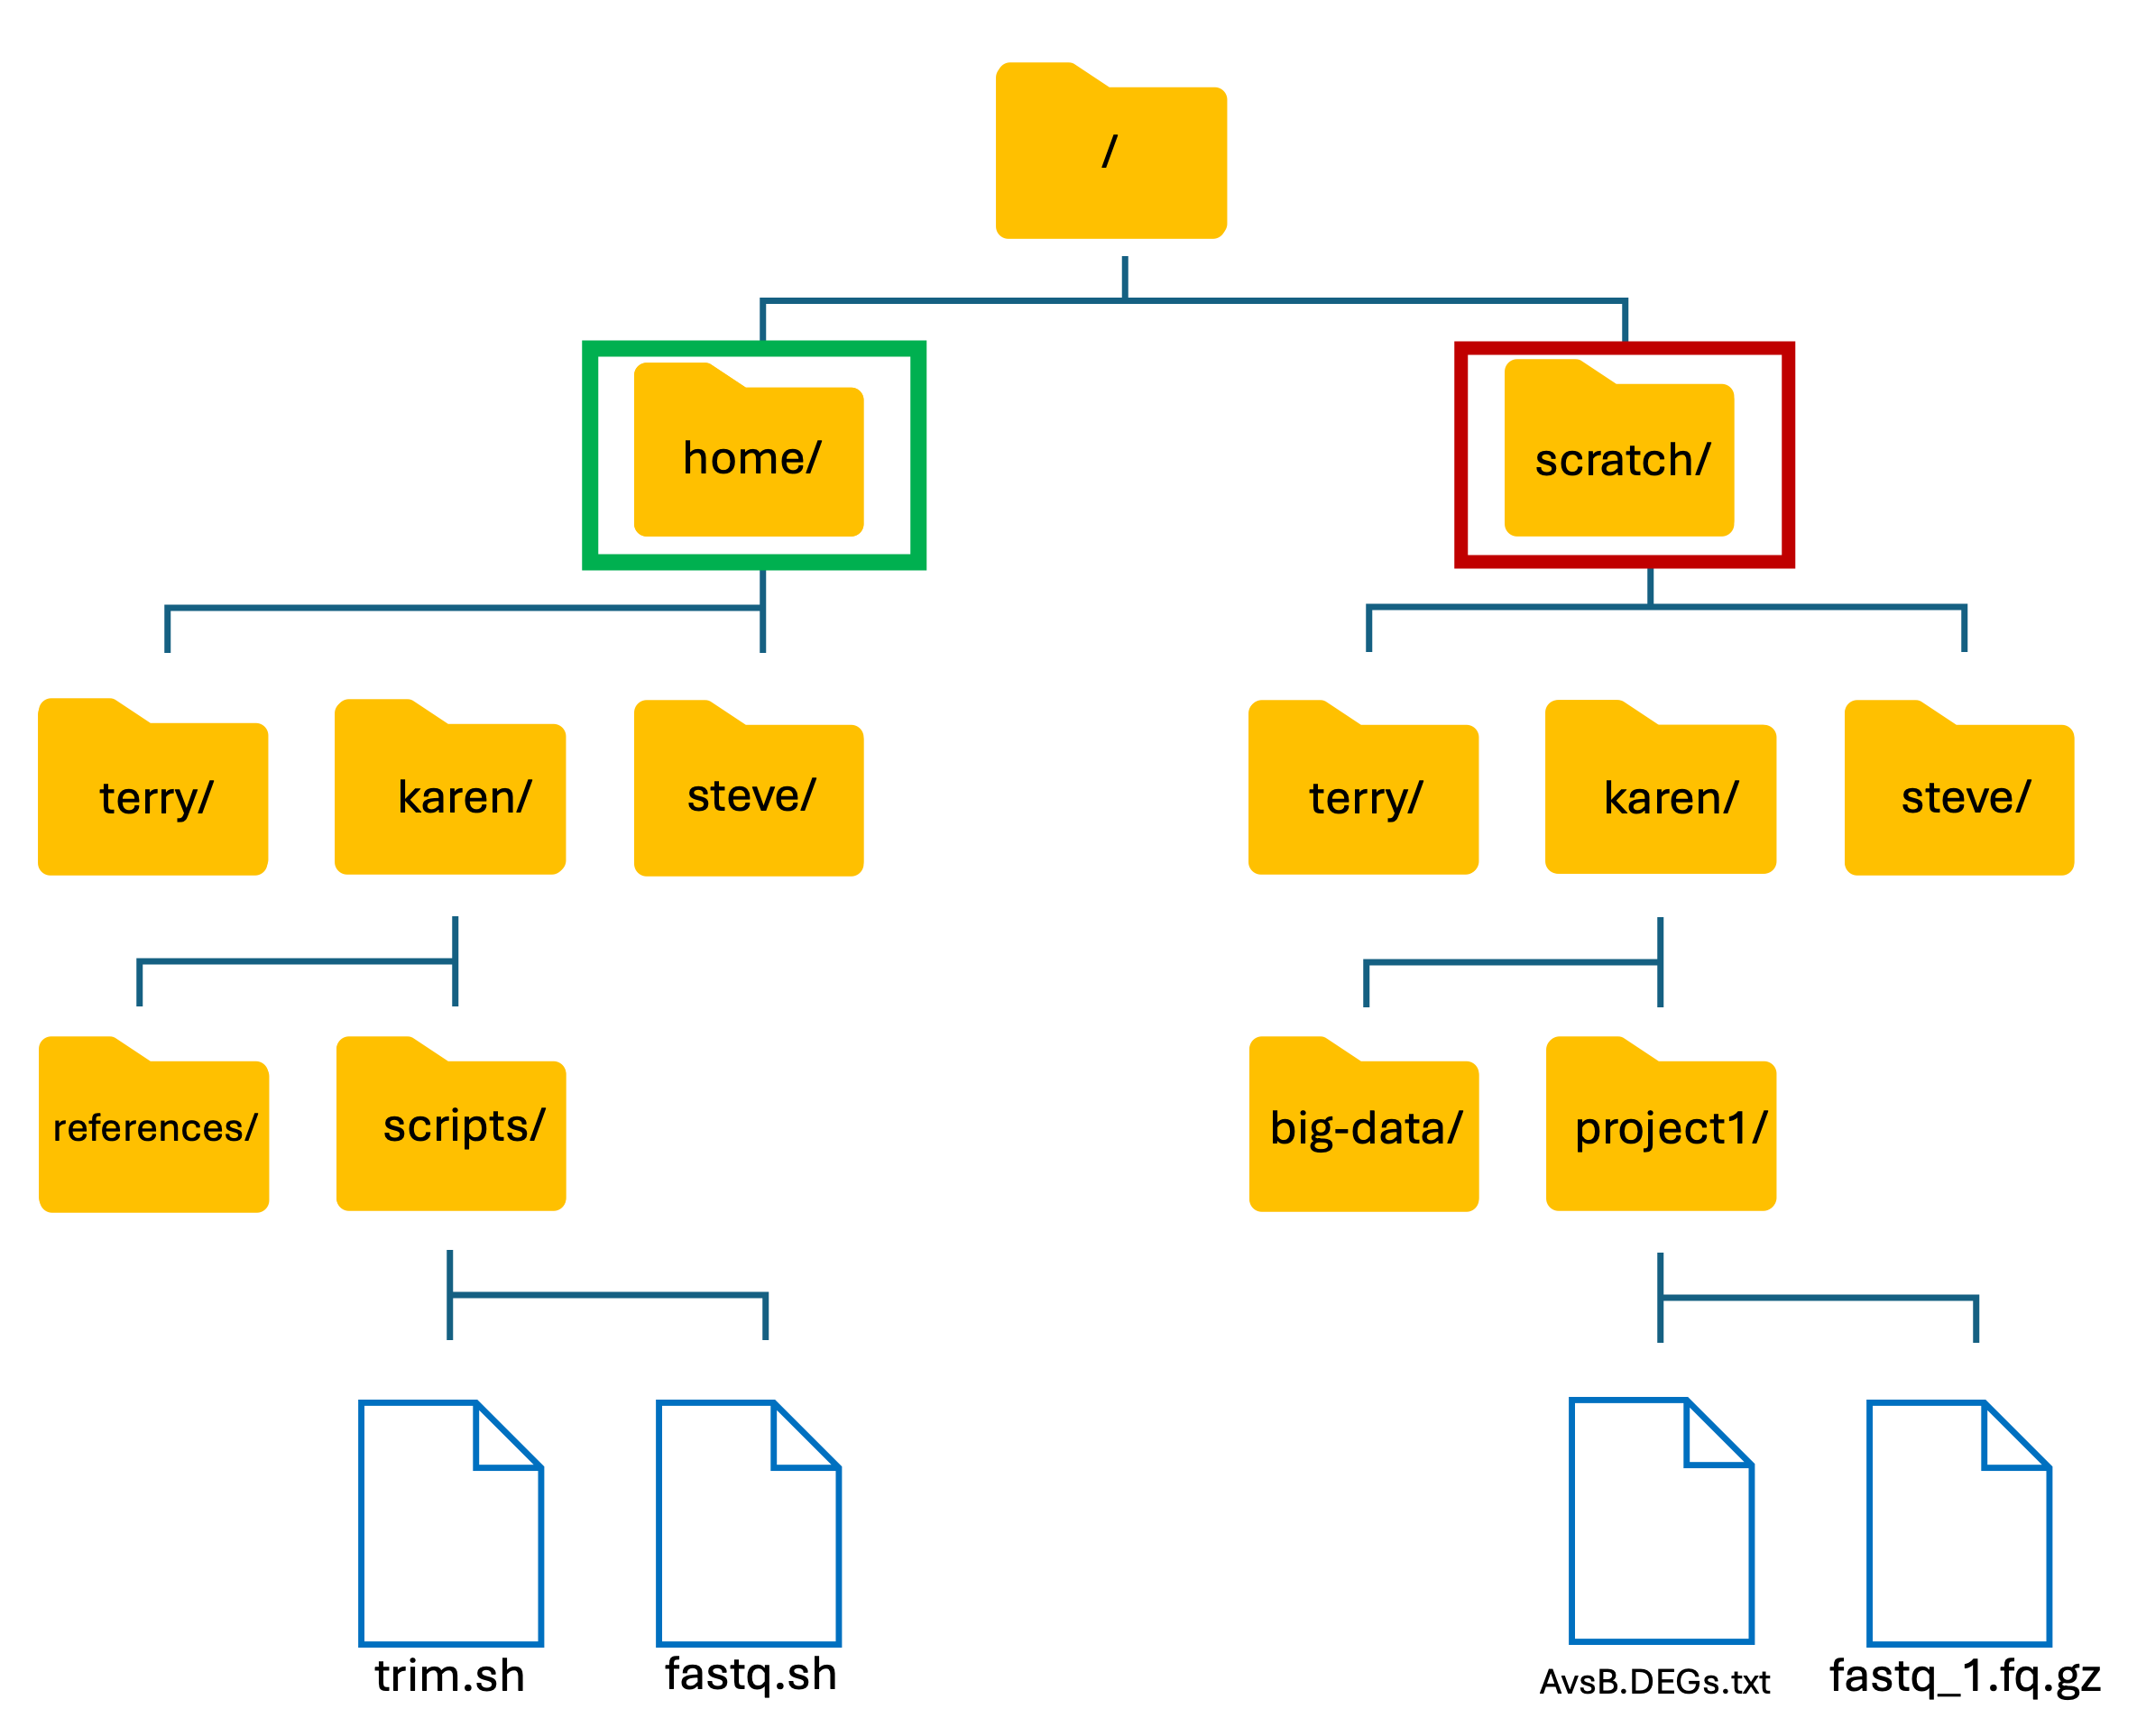 /
home/
scratch/
terry/
karen/
steve/
terry/
karen/
steve/
references/
scripts/
big-data/
project1/
trim.sh
fastq.sh
AvsB.DEGs.txt
fastq_1.fq.gz